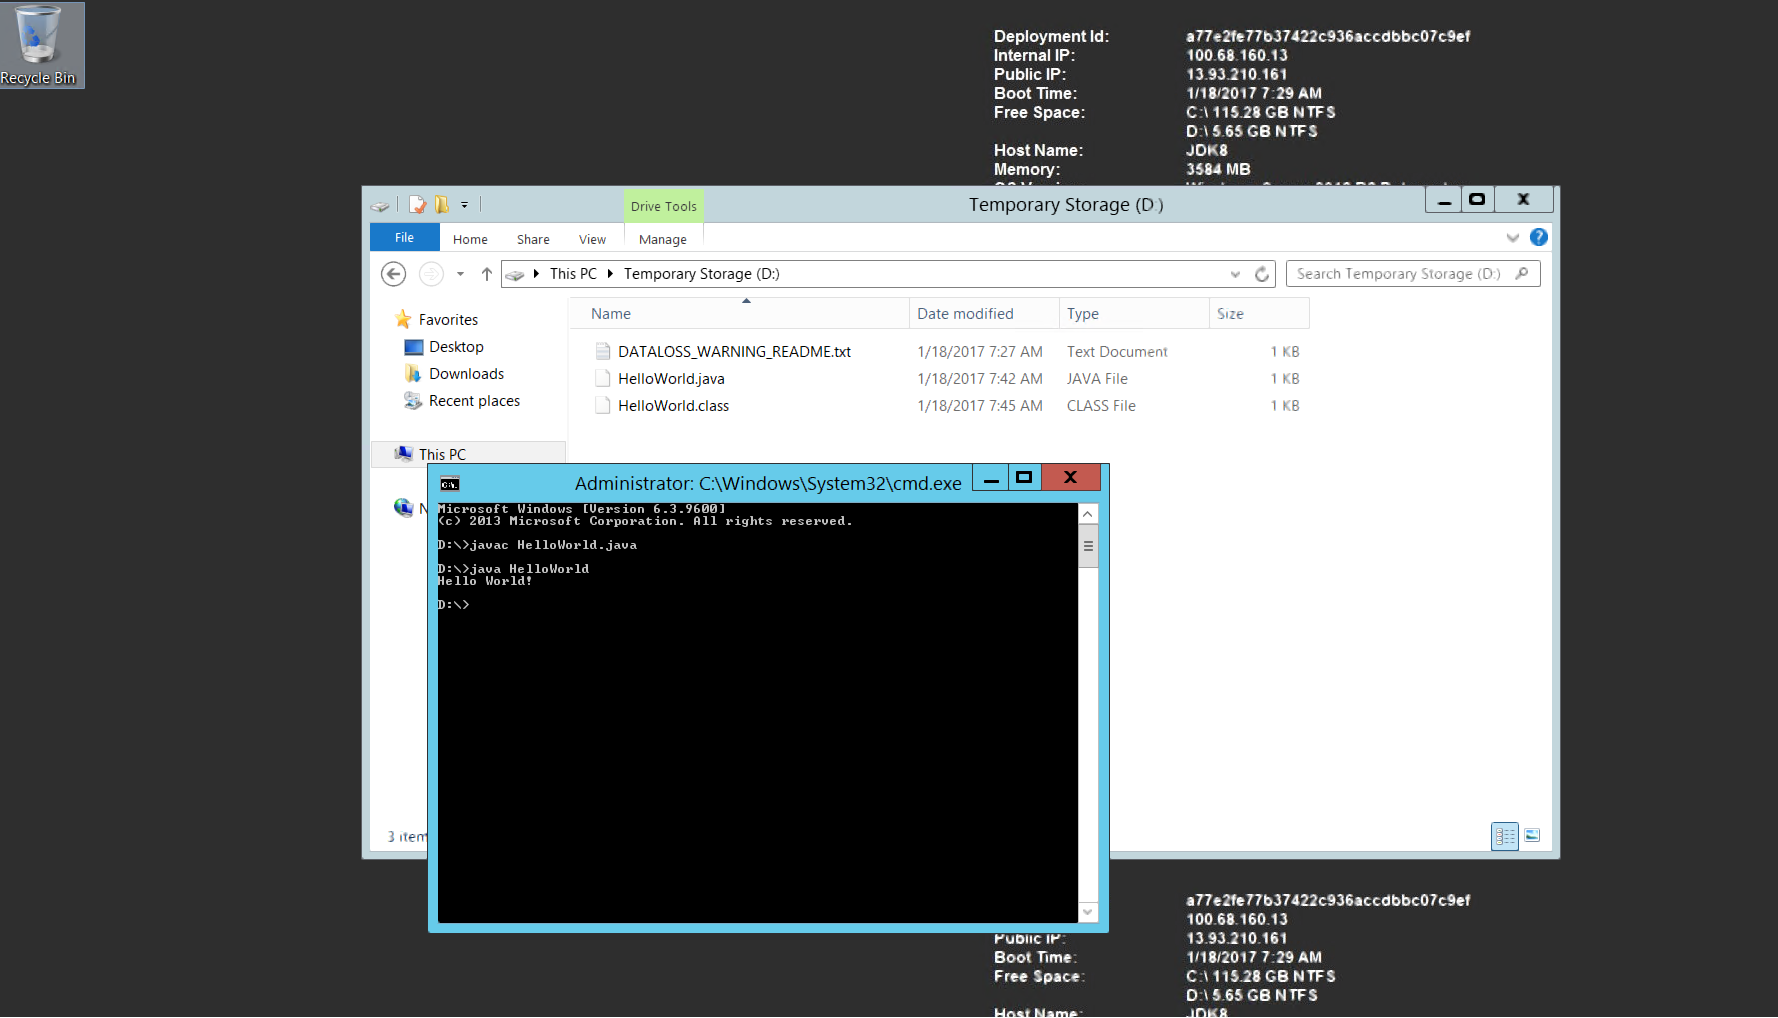 Recycle Bin
Deployment Id: a77e2fe77b37422c936accdbbc07c9ef
Internal IP: 100.68.160.13
Public IP: 13.93.210.161
Boot Time: 1/18/2017 7:29 AM
Free Space: C:\ 115.28 GB NTFS
D:\ 5.65 GB NTFS
Host Name: JDK8
Memory: 3584 MB
Drive Tools
Temporary Storage (D:)
File Home Share View Manage
This PC Temporary Storage (D:)
Search Temporary Storage (D:)
Favorites
Desktop
Downloads
Recent places
This PC
Name Date modified Type Size
DATALOSS_WARNING_README.txt 1/18/2017 7:27 AM Text Document 1 KB
HelloWorld.java 1/18/2017 7:42 AM JAVA File 1 KB
HelloWorld.class 1/18/2017 7:45 AM CLASS File 1 KB
3 item
Administrator: C:\Windows\System32\cmd.exe
Microsoft Windows [Version 6.3.9600]
(c) 2013 Microsoft Corporation. All rights reserved.
D:\>javac HelloWorld.java
D:\>java HelloWorld
Hello World!
D:\>
a77e2fe77b37422c936accdbbc07c9ef
100.68.160.13
Public IP: 13.93.210.161
Boot Time: 1/18/2017 7:29 AM
Free Space: C:\ 115.28 GB NTFS
D:\ 5.65 GB NTFS
Host Name: JDK8